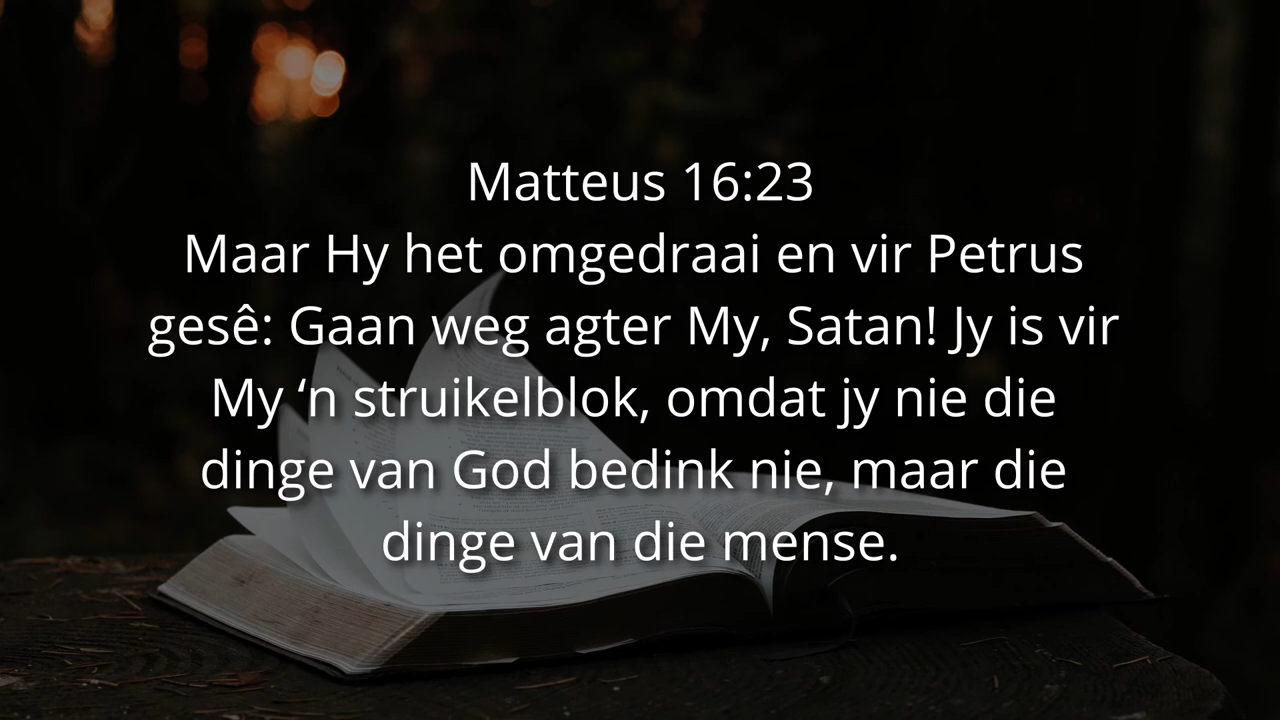 Matteus 16:23
Maar Hy het omgedraai en vir Petrus
gesê: Gaan weg agter My, Satan! Jy is vir
My ‘n struikelblok, omdat jy nie die
dinge van God bedink nie, maar die
dinge van die mense.